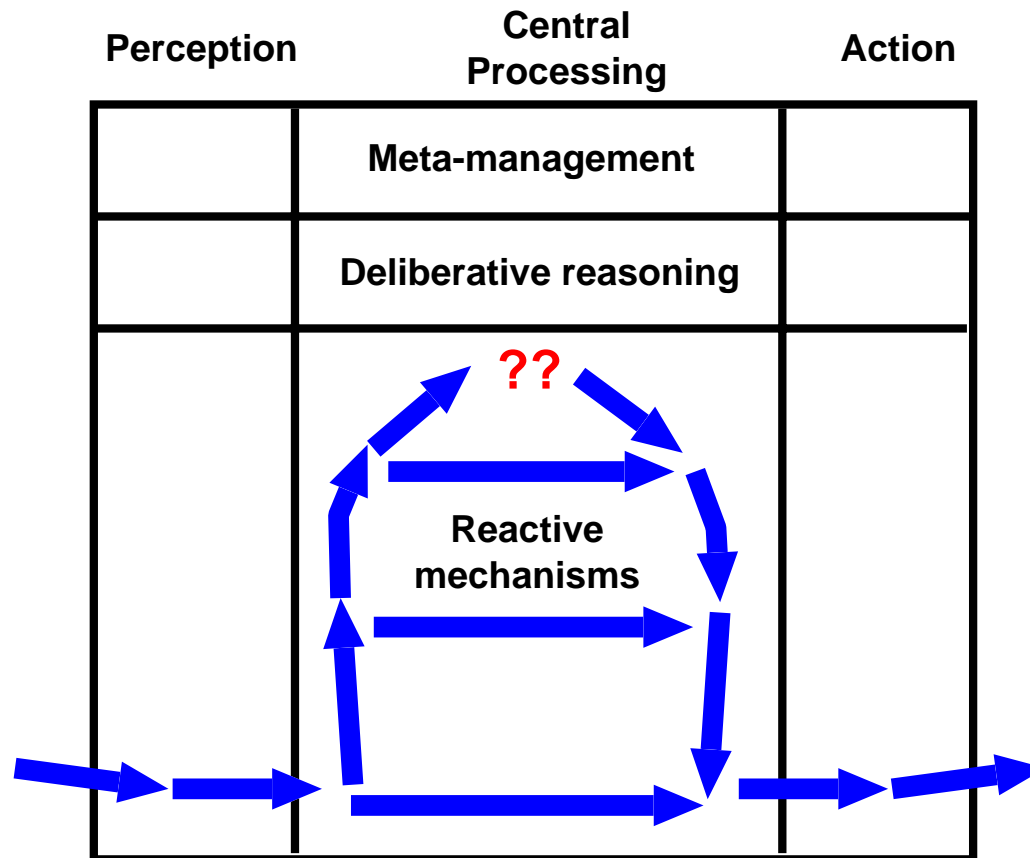 Perception
Central
Processing
Action
Meta-management
Deliberative reasoning
??
Reactive
mechanisms